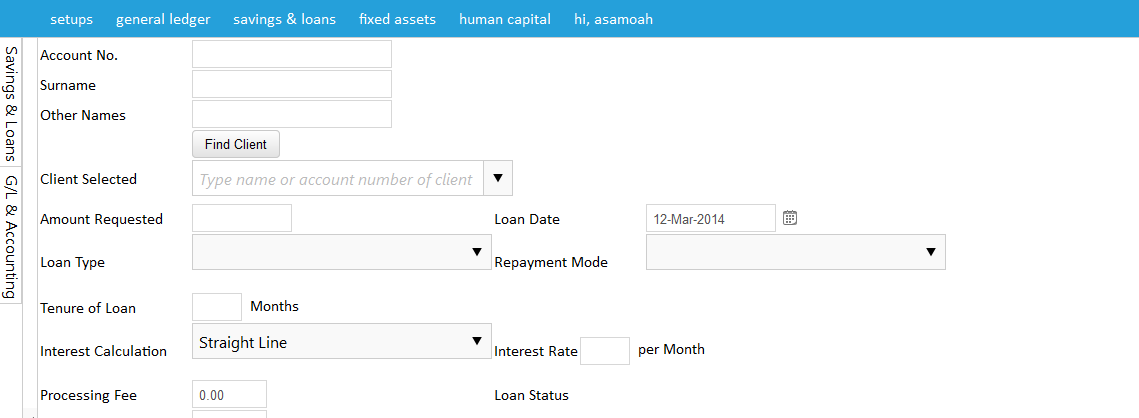 setups general ledger savings & loans fixed assets human capital hi, asamoah
Savings & Loans
G/L & Accounting
Account No.
Surname
Other Names
Find Client
Client Selected Type name or account number of client
Amount Requested Loan Date 12-Mar-2014
Loan Type Repayment Mode
Tenure of Loan Months
Interest Calculation Straight Line Interest Rate per Month
Processing Fee 0.00 Loan Status